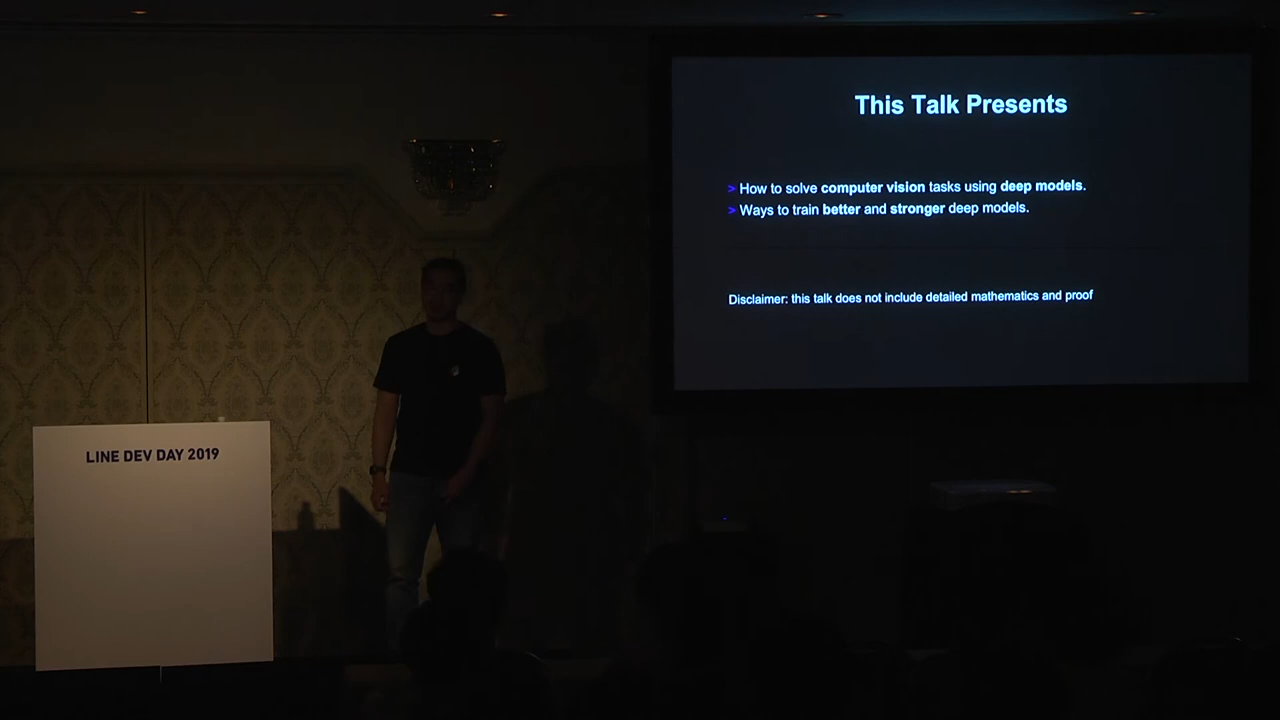 This Talk Presents
> How to solve computer vision tasks using deep models.
> Ways to train better and stronger deep models.
Disclaimer: this talk does not include detailed mathematics and proof
LINE DEV DAY 2019